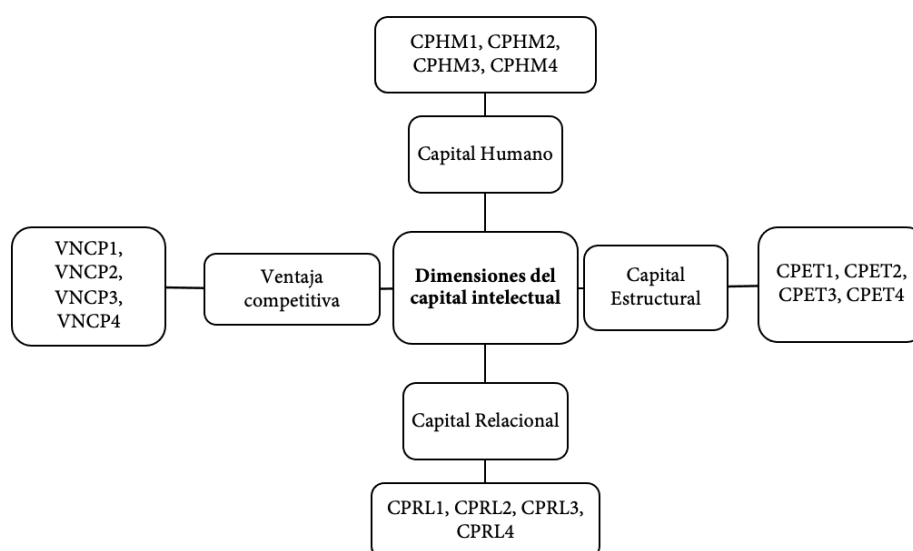 CPHM1, CPHM2,
CPHM3, CPHM4
Capital Humano
VNCP1,
VNCP2,
VNCP3,
VNCP4
Ventaja
competitiva
Dimensiones del
capital intelectual
Capital
Estructural
CPET1, CPET2,
CPET3, CPET4
Capital Relacional
CPRL1, CPRL2, CPRL3,
CPRL4